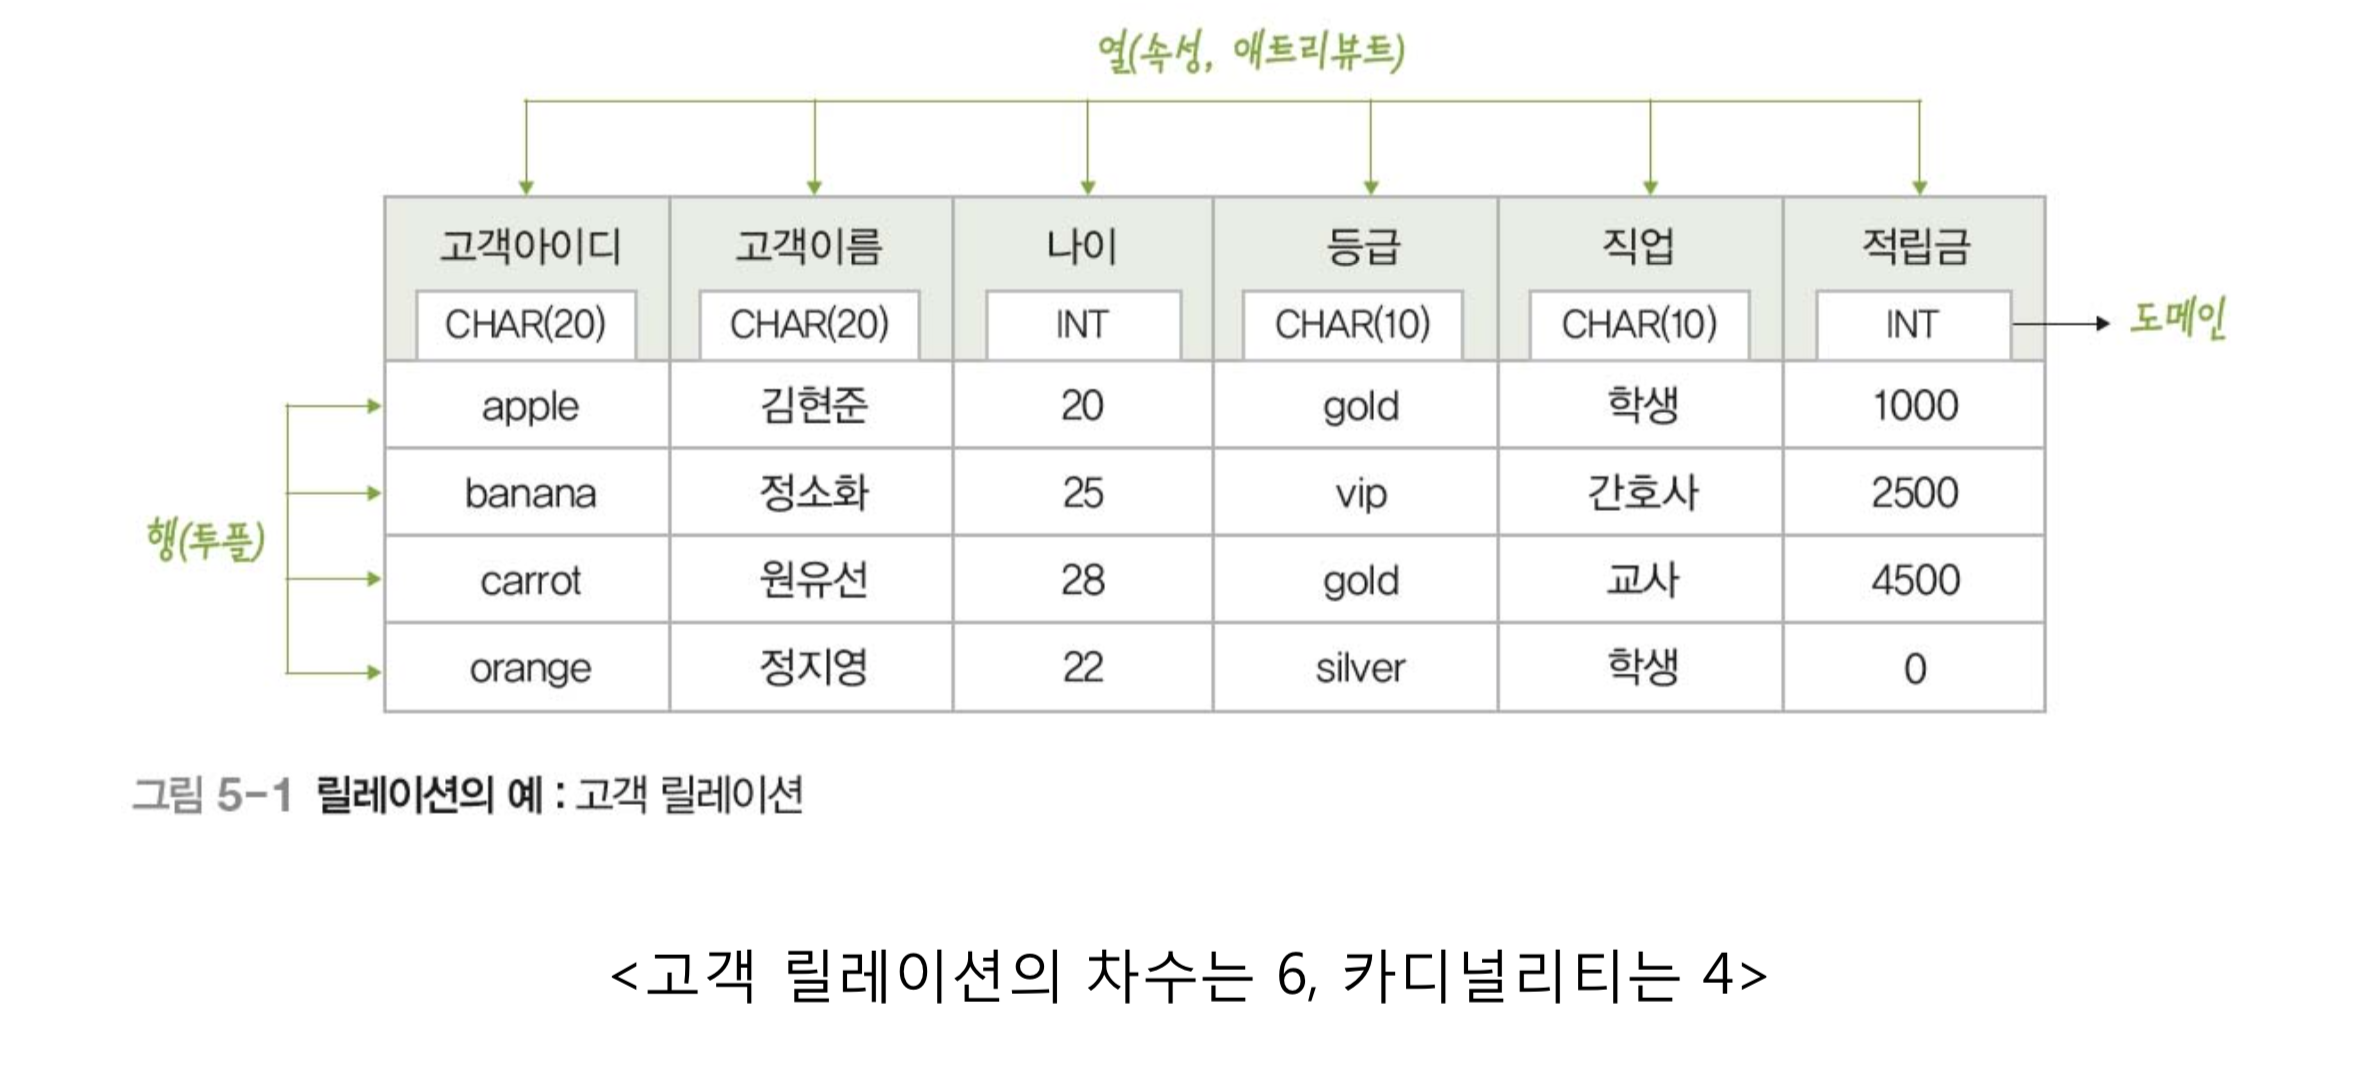 열(속성, 애트리뷰트)
고객아이디 고객이름 나이 등급 직업 적립금
CHAR(20) CHAR(20) INT CHAR(10) CHAR(10) INT 도메인
apple 김현준 20 gold 학생 1000
banana 정소화 25 vip 간호사 2500
행(투플)
carrot 원유선 28 gold 교사 4500
orange 정지영 22 silver 학생 0
그림 5-1 릴레이션의 예 : 고객 릴레이션
<고객 릴레이션의 차수는 6, 카디널리티는 4>